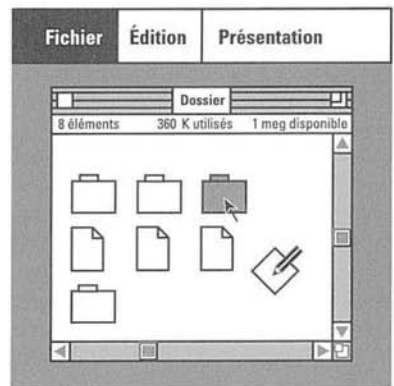 Fichier Édition Présentation
Dossier
8 éléments 360 K utilisés 1 meg disponible